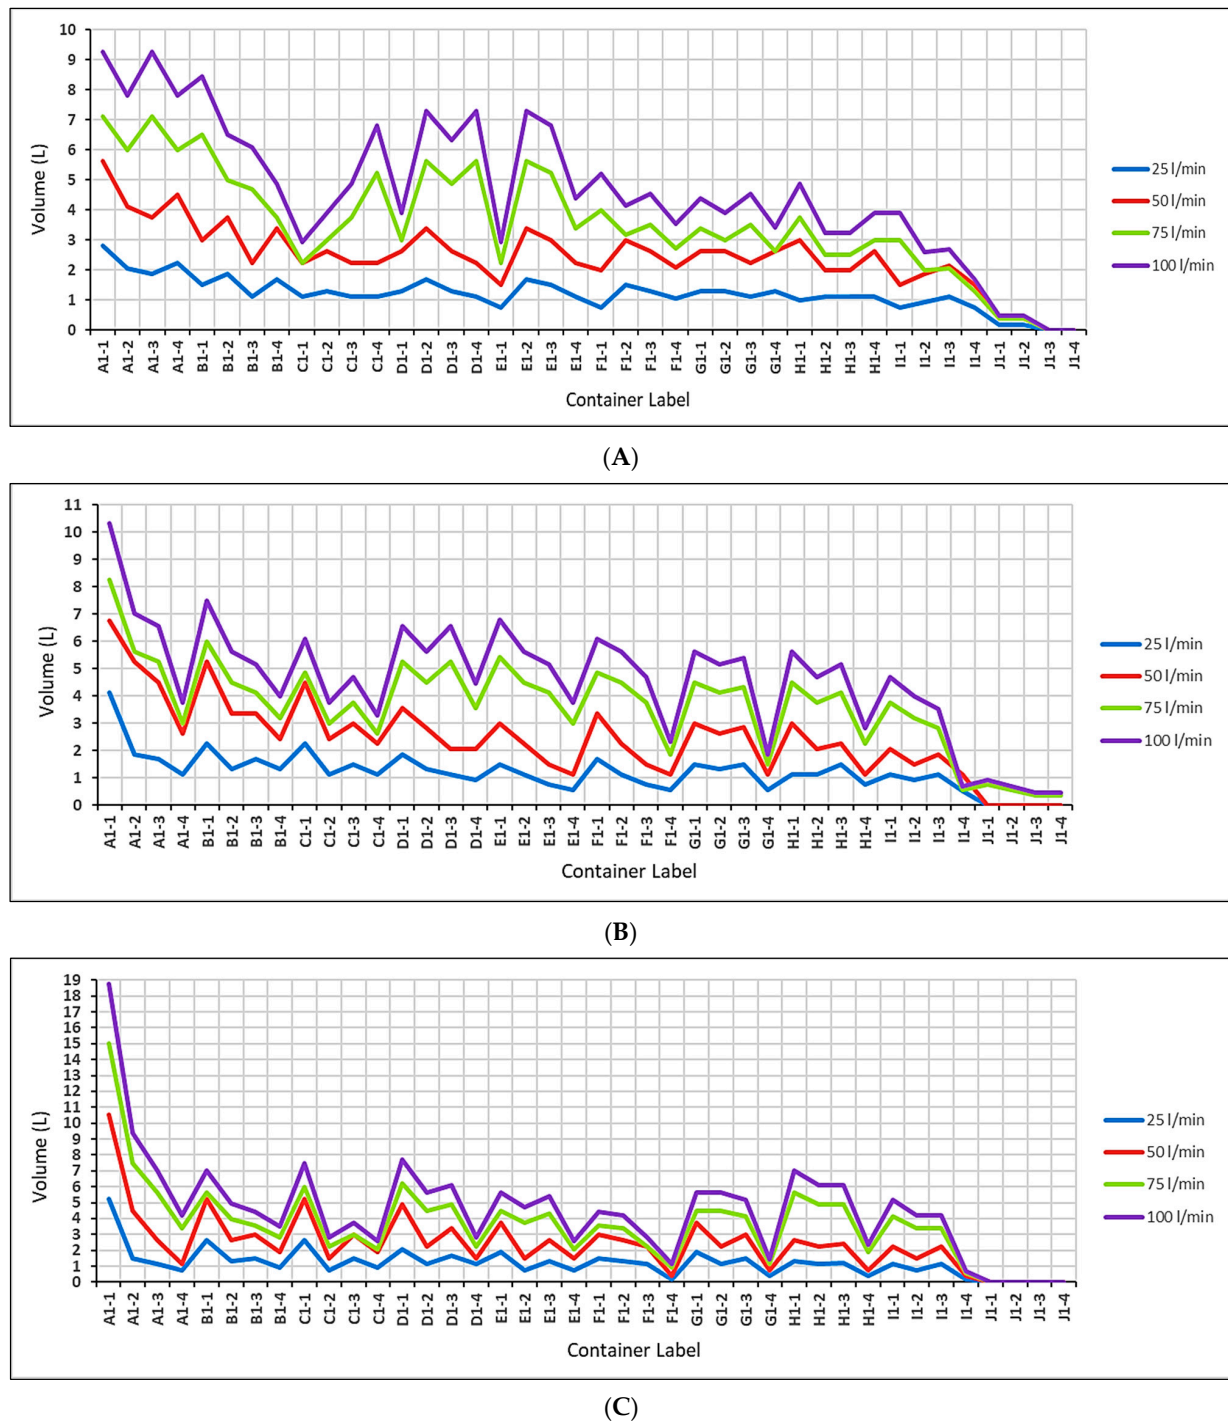 10
9
8
7
6
5
4
3
2
1
0
Volume (L)
A1-1 A1-2 A1-3 A1-4 B1-1 B1-2 B1-3 B1-4 C1-1 C1-2 C1-3 C1-4 D1-1 D1-2 D1-3 D1-4 E1-1 E1-2 E1-3 E1-4 F1-1 F1-2 F1-3 F1-4 G1-1 G1-2 G1-3 G1-4 H1-1 H1-2 H1-3 H1-4 I1-1 I1-2 I1-3 I1-4 J1-1 J1-2 J1-3 J1-4
Container Label
25 l/min
50 l/min
75 l/min
100 l/min
(A)
11
10
9
8
7
6
5
4
3
2
1
0
Volume (L)
A1-1 A1-2 A1-3 A1-4 B1-1 B1-2 B1-3 B1-4 C1-1 C1-2 C1-3 C1-4 D1-1 D1-2 D1-3 D1-4 E1-1 E1-2 E1-3 E1-4 F1-1 F1-2 F1-3 F1-4 G1-1 G1-2 G1-3 G1-4 H1-1 H1-2 H1-3 H1-4 I1-1 I1-2 I1-3 I1-4 J1-1 J1-2 J1-3 J1-4
Container Label
25 l/min
50 l/min
75 l/min
100 l/min
(B)
19
18
17
16
15
14
13
12
11
10
9
8
7
6
5
4
3
2
1
0
Volume (L)
A1-1 A1-2 A1-3 A1-4 B1-1 B1-2 B1-3 B1-4 C1-1 C1-2 C1-3 C1-4 D1-1 D1-2 D1-3 D1-4 E1-1 E1-2 E1-3 E1-4 F1-1 F1-2 F1-3 F1-4 G1-1 G1-2 G1-3 G1-4 H1-1 H1-2 H1-3 H1-4 I1-1 I1-2 I1-3 I1-4 J1-1 J1-2 J1-3 J1-4
Container Label
25 l/min
50 l/min
75 l/min
100 l/min
(C)